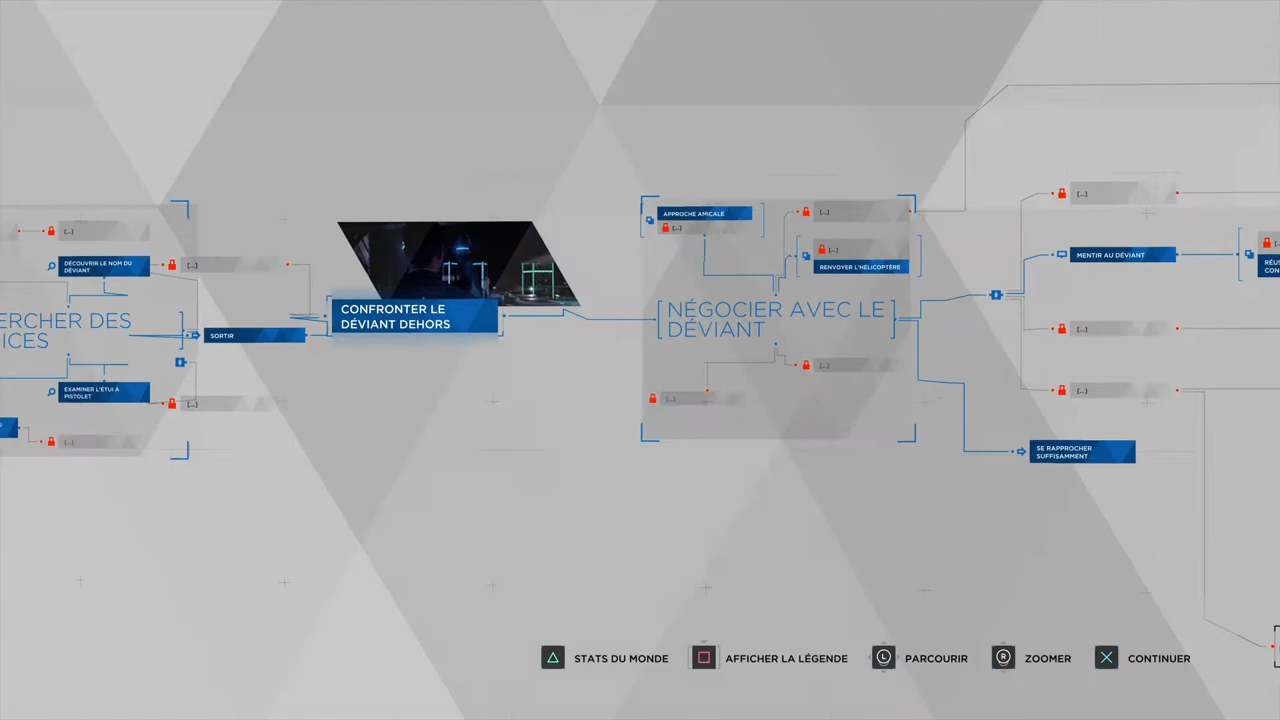 [...]
DÉCOUVRIR LE NOM DU
DÉVIANT
[...]
ERCHER DES
ICES
SORTIR
EXAMINER L'ÉTUI À
PISTOLET
[...]
[...]
CONFRONTER LE
DÉVIANT DEHORS
APPROCHE AMICALE
[...]
[...]
[...]
RENVOYER L'HÉLICOPTÈRE
NÉGOCIER AVEC LE
DÉVIANT
[...]
[...]
[...]
MENTIR AU DÉVIANT
[...]
RÉUS
CON
[...]
[...]
SE RAPPROCHER
SUFFISAMMENT
STATS DU MONDE
AFFICHER LA LÉGENDE
L
PARCOURIR
R
ZOOMER
CONTINUER